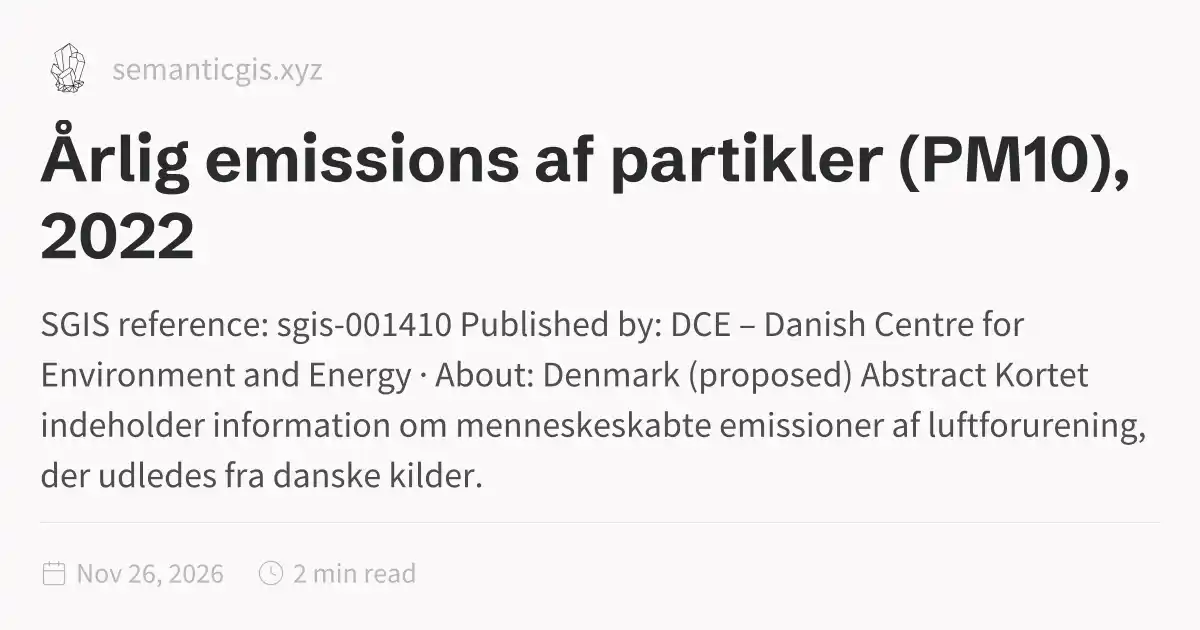 semanticgis.xyz
Årlig emissions af partikler (PM10),
2022
SGIS reference: sgis-001410 Published by: DCE – Danish Centre for
Environment and Energy · About: Denmark (proposed) Abstract Kortet
indeholder information om menneskeskabte emissioner af luftforurening,
der udledes fra danske kilder.
Nov 26, 2026 2 min read